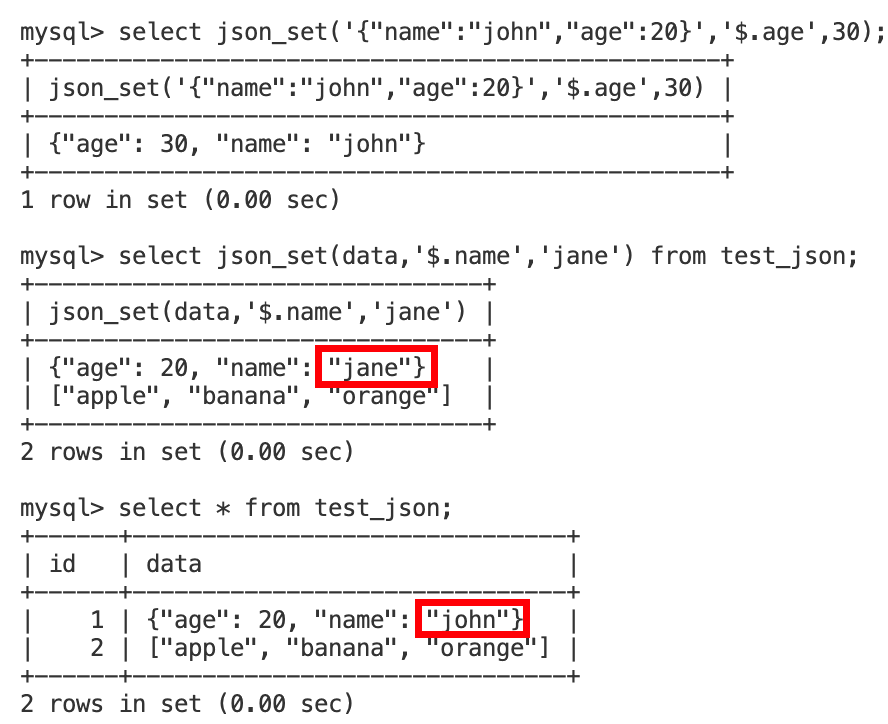 mysql> select json_set('{"name":"john","age":20}','$.age',30);
+-------------------------------------------------+
| json_set('{"name":"john","age":20}','$.age',30) |
+-------------------------------------------------+
| {"age": 30, "name": "john"}                     |
+-------------------------------------------------+
1 row in set (0.00 sec)
mysql> select json_set(data,'$.name','jane') from test_json;
+--------------------------------+
| json_set(data,'$.name','jane') |
+--------------------------------+
| {"age": 20, "name": "jane"}    |
| ["apple", "banana", "orange"]  |
+--------------------------------+
2 rows in set (0.00 sec)
mysql> select * from test_json;
+------+-------------------------------+
| id   | data                          |
+------+-------------------------------+
|    1 | {"age": 20, "name": "john"}   |
|    2 | ["apple", "banana", "orange"] |
+------+-------------------------------+
2 rows in set (0.00 sec)